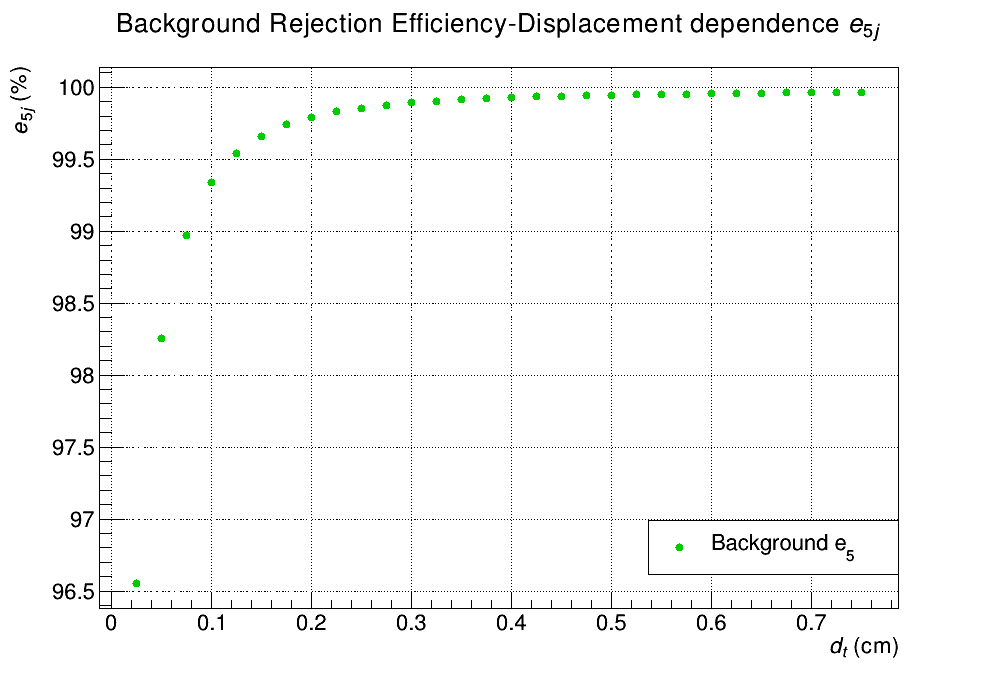 Background Rejection Efficiency-Displacement dependence e5j
e5j (%)
100
99.5
99
98.5
98
97.5
97
96.5
Background e5
0 0.1 0.2 0.3 0.4 0.5 0.6 0.7
dt (cm)